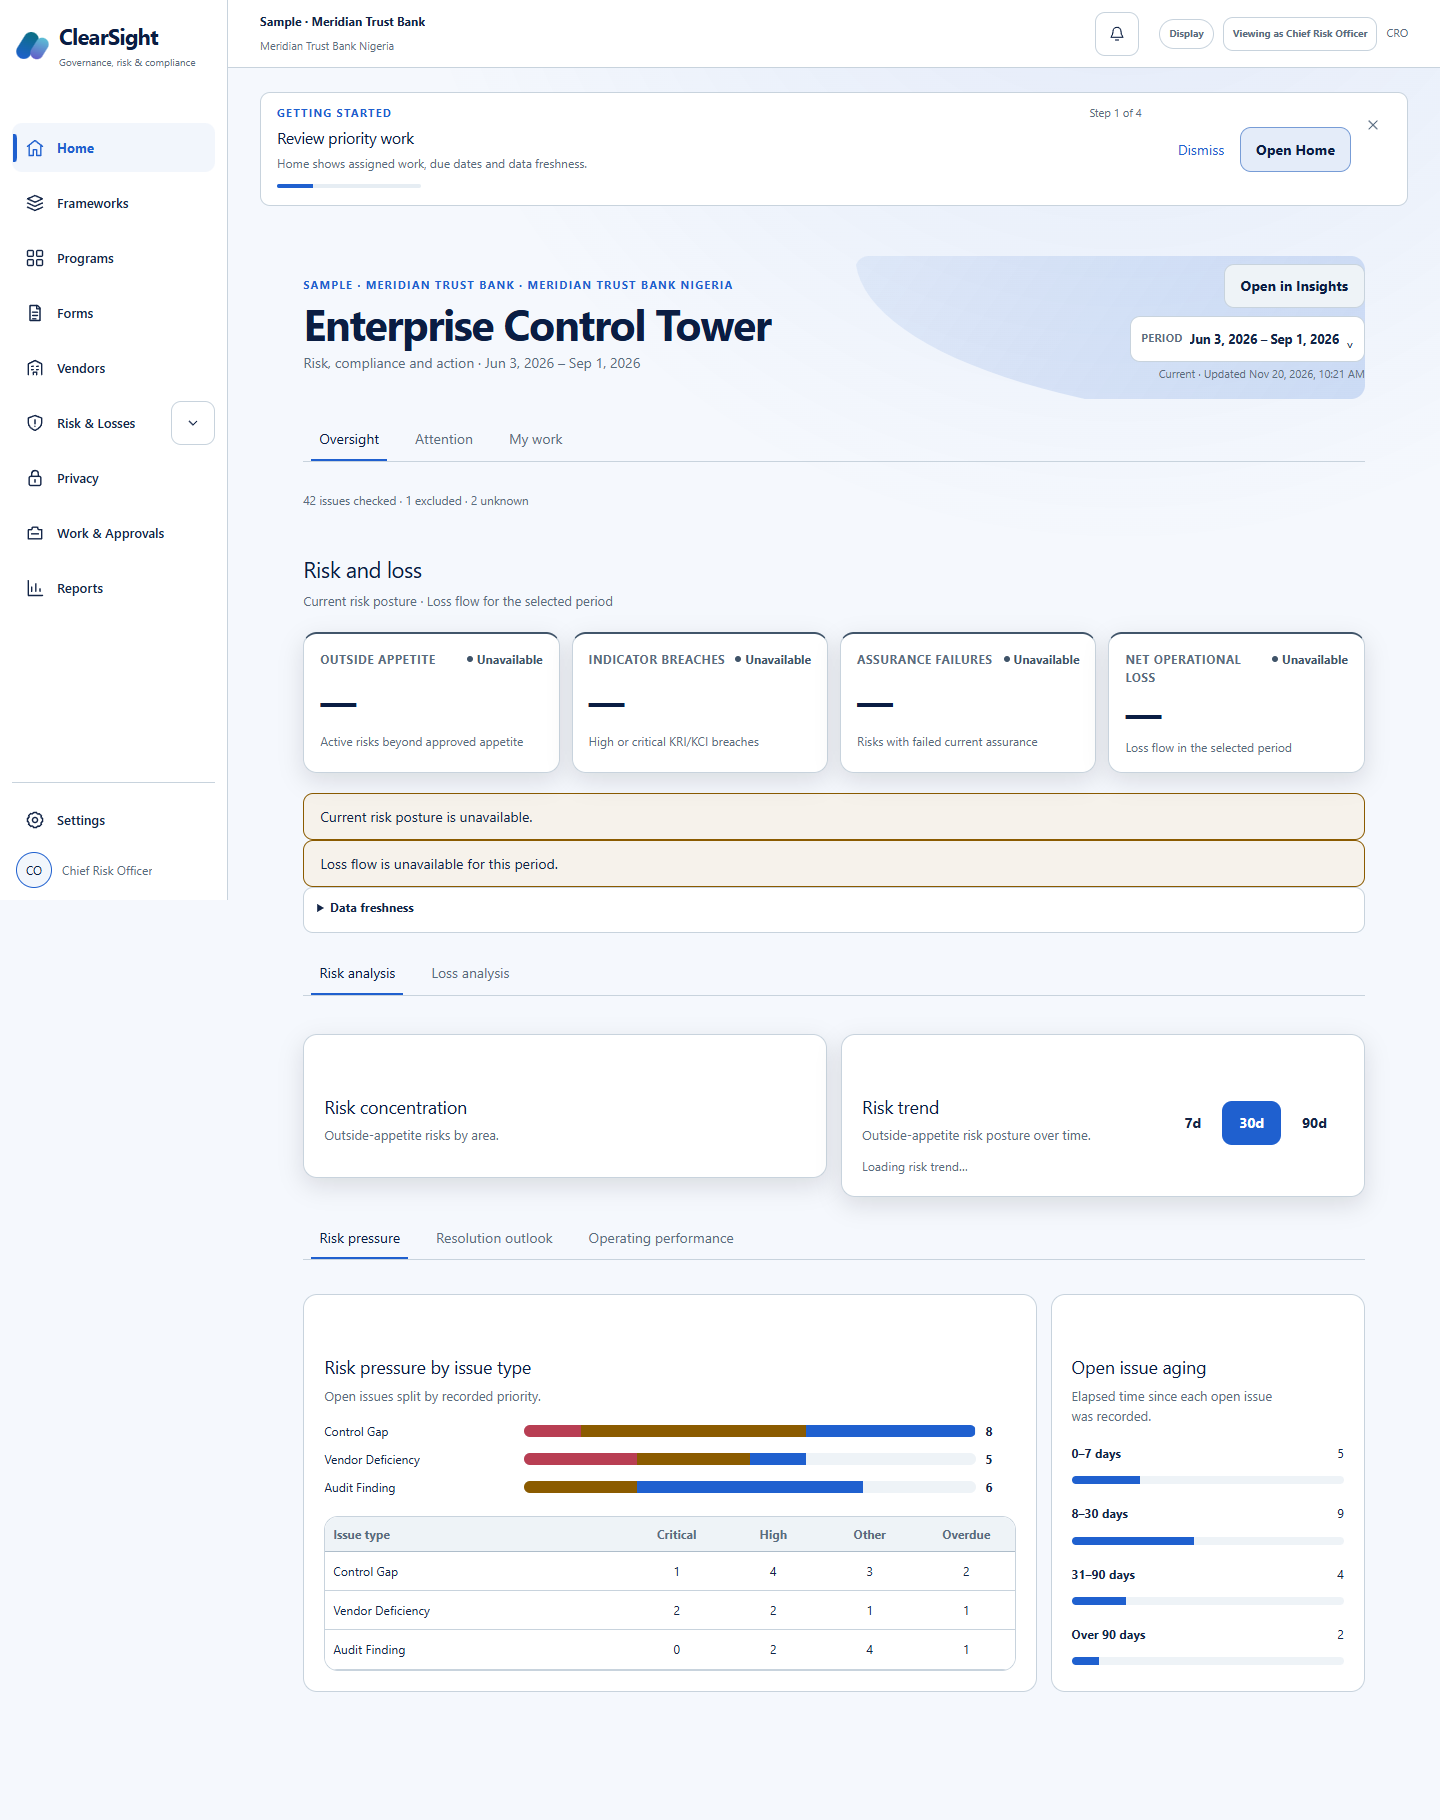 ClearSight
Governance, risk & compliance
Home
Frameworks
Programs
Forms
Vendors
Risk & Losses
Privacy
Work & Approvals
Reports
Settings
CO
Chief Risk Officer
Sample · Meridian Trust Bank
Meridian Trust Bank Nigeria
Display
Viewing as Chief Risk Officer
CRO
GETTING STARTED
Review priority work
Home shows assigned work, due dates and data freshness.
Step 1 of 4
Dismiss
Open Home
SAMPLE · MERIDIAN TRUST BANK · MERIDIAN TRUST BANK NIGERIA
Enterprise Control Tower
Risk, compliance and action · Jun 3, 2026 – Sep 1, 2026
Open in Insights
PERIOD Jun 3, 2026 – Sep 1, 2026 v
Current · Updated Nov 20, 2026, 10:21 AM
Oversight
Attention
My work
42 issues checked · 1 excluded · 2 unknown
Risk and loss
Current risk posture · Loss flow for the selected period
OUTSIDE APPETITE
Unavailable
—
Active risks beyond approved appetite
INDICATOR BREACHES
Unavailable
—
High or critical KRI/KCI breaches
ASSURANCE FAILURES
Unavailable
—
Risks with failed current assurance
NET OPERATIONAL
LOSS
Unavailable
—
Loss flow in the selected period
Current risk posture is unavailable.
Loss flow is unavailable for this period.
Data freshness
Risk analysis
Loss analysis
Risk concentration
Outside-appetite risks by area.
Risk trend
Outside-appetite risk posture over time.
Loading risk trend...
7d
30d
90d
Risk pressure
Resolution outlook
Operating performance
Risk pressure by issue type
Open issues split by recorded priority.
Control Gap 8
Vendor Deficiency 5
Audit Finding 6
Issue type Critical High Other Overdue
Control Gap 1 4 3 2
Vendor Deficiency 2 2 1 1
Audit Finding 0 2 4 1
Open issue aging
Elapsed time since each open issue
was recorded.
0–7 days 5
8–30 days 9
31–90 days 4
Over 90 days 2